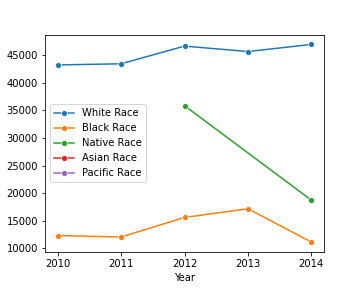 45000
40000
35000
30000
25000
20000
15000
10000
White Race
Black Race
Native Race
Asian Race
Pacific Race
2010 2011 2012 2013 2014
Year